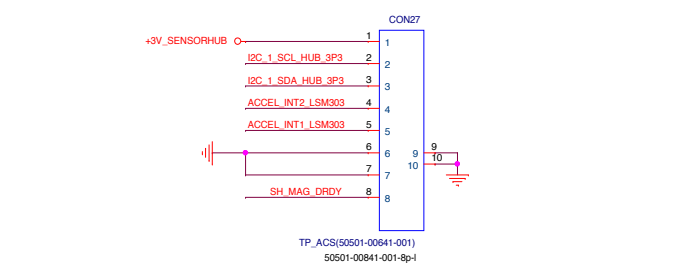 CON27
+3V_SENSORHUB 1 1
I2C_1_SCL_HUB_3P3 2 2
I2C_1_SDA_HUB_3P3 3 3
ACCEL_INT2_LSM303 4 4
ACCEL_INT1_LSM303 5 5
6 6 9 9
7 7 10 10
SH_MAG_DRDY 8 8
TP_ACS(50501-00641-001)
50501-00841-001-8p-l